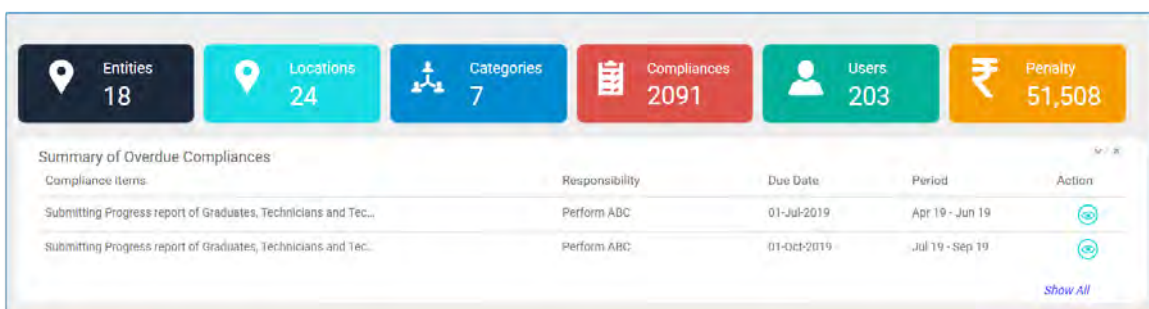 Entities
18
Locations
24
Categories
7
Compliances
2091
Users
203
₹ Penalty
51,508
Summary of Overdue Compliances
Compliance Items Responsibility Due Date Period Action
Submitting Progress report of Graduates, Technicians and Tec... Perform ABC 01-Jul-2019 Apr 19 - Jun 19
Submitting Progress report of Graduates, Technicians and Tec... Perform ABC 01-Oct-2019 Jul 19 - Sep 19
Show All